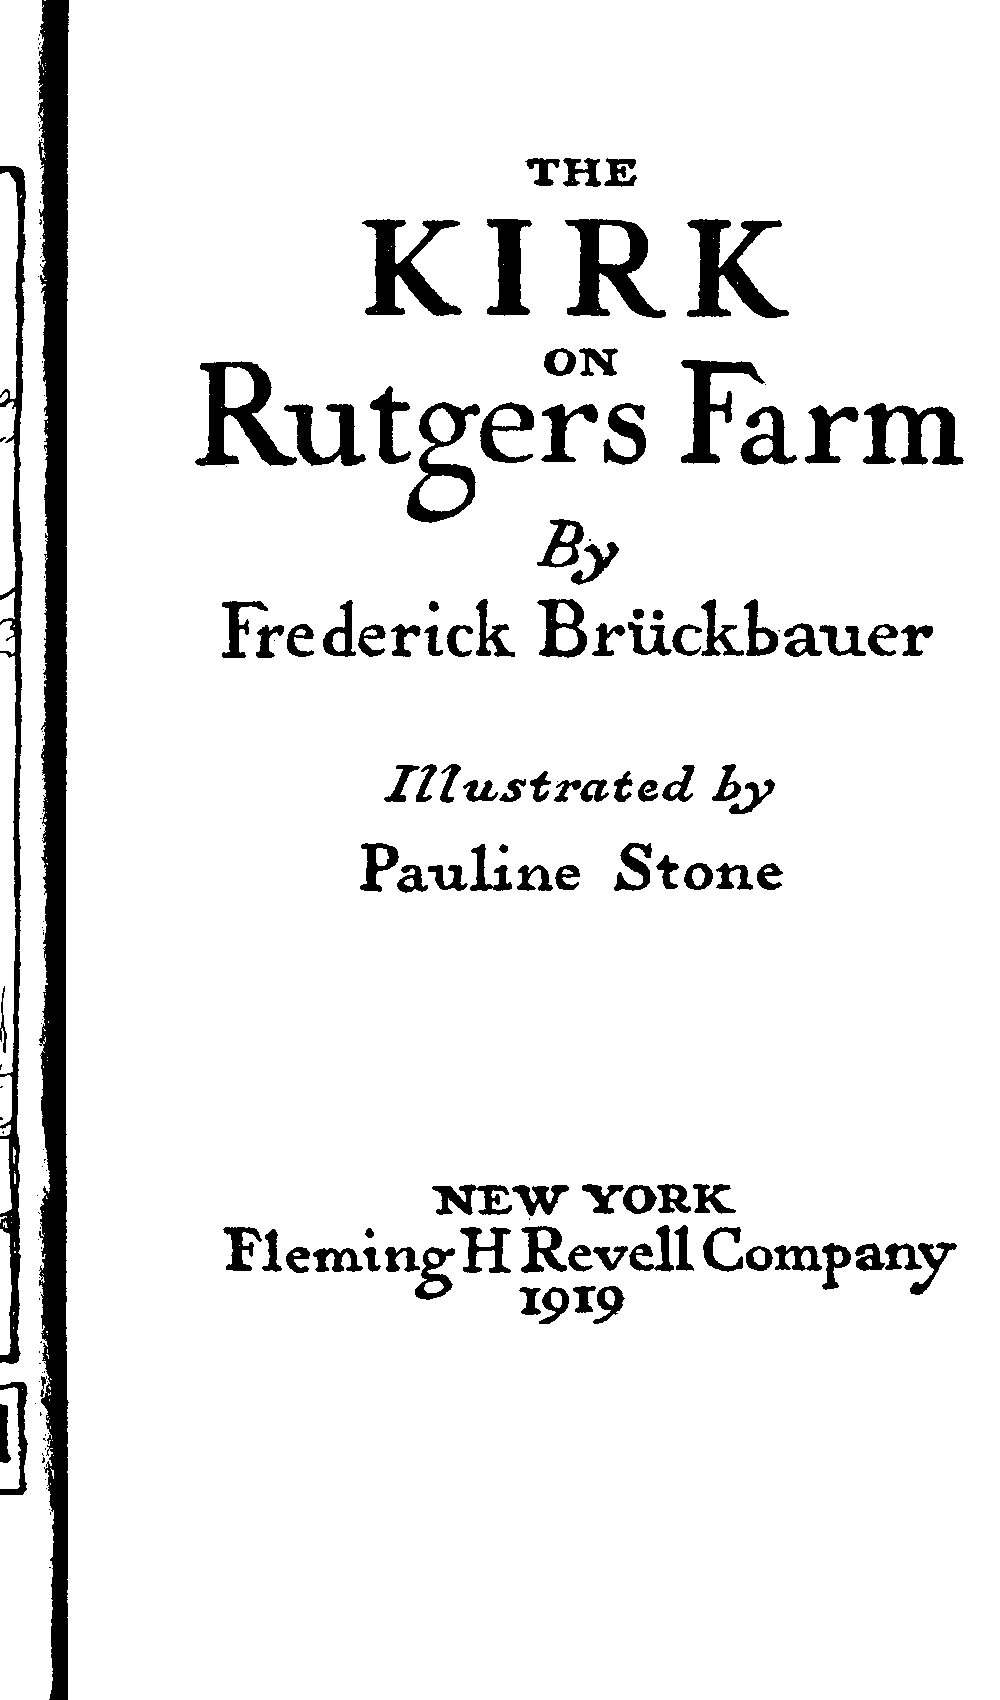 THE
KIRK
ON
Rutgers Farm
By
Frederick Brückbauer
Illustrated by
Pauline Stone
NEW YORK
Fleming H Revell Company
1919